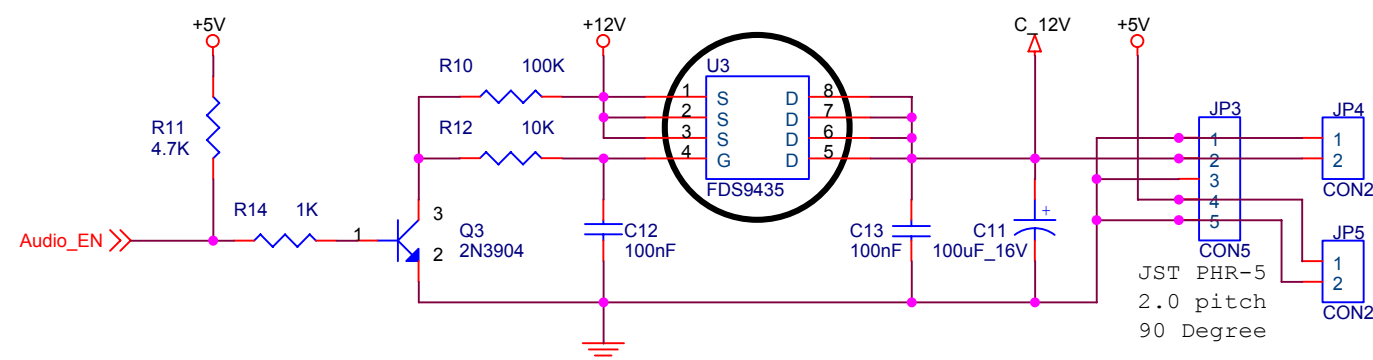 +5V
+12V
C_12V
+5V
R10 100K
U3
R11
4.7K
R12 10K
1 S D 8
2 S D 7
3 S D 6
4 G D 5
FDS9435
JP3
1
2
3
4
5
CON5
JP4
1
2
CON2
R14 1K
Audio_EN
1
3
2
Q3
2N3904
C12
100nF
C13
100nF
C11
+
100uF_16V
JP5
1
2
CON2
JST PHR-5
2.0 pitch
90 Degree